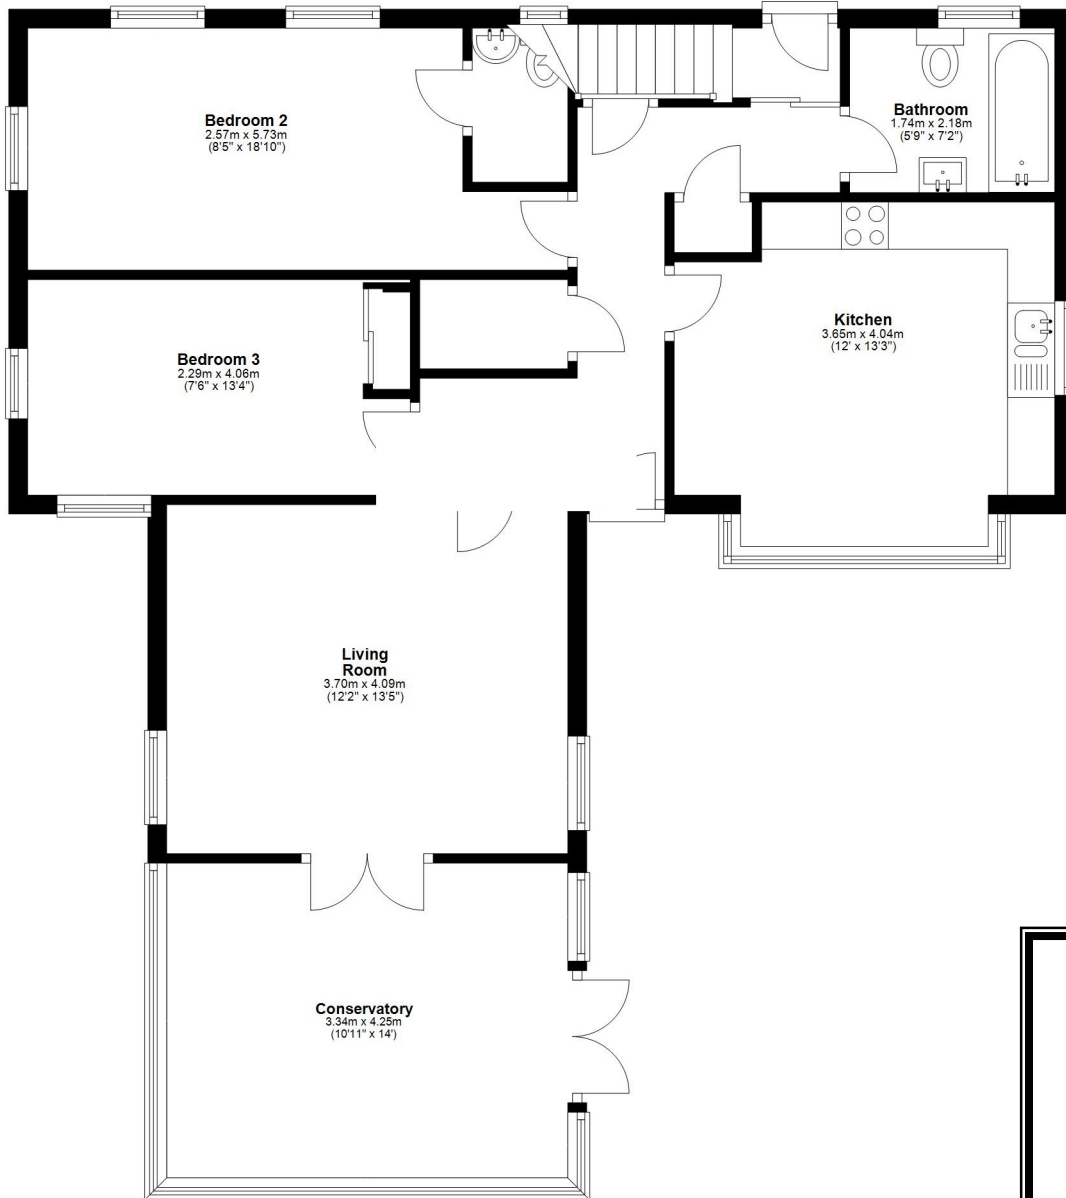 Bedroom 2
2.57m x 5.73m
(8'5" x 18'10")
Bathroom
1.74m x 2.18m
(5'9" x 7'2")
Kitchen
3.65m x 4.04m
(12' x 13'3")
Bedroom 3
2.29m x 4.06m
(7'6" x 13'4")
Living
Room
3.70m x 4.09m
(12'2" x 13'5")
Conservatory
3.34m x 4.25m
(10'11" x 14')